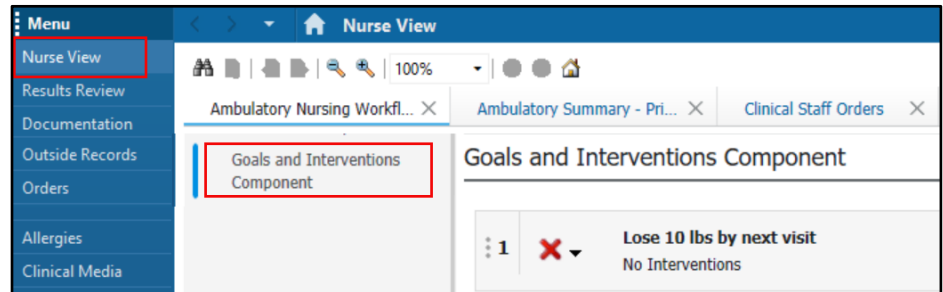 Menu
Nurse View
Nurse View
Results Review
Documentation
Outside Records
Orders
Allergies
Clinical Media
100%
Ambulatory Nursing Workfl...
Ambulatory Summary - Pri...
Clinical Staff Orders
Goals and Interventions
Component
Goals and Interventions Component
1
Lose 10 lbs by next visit
No Interventions